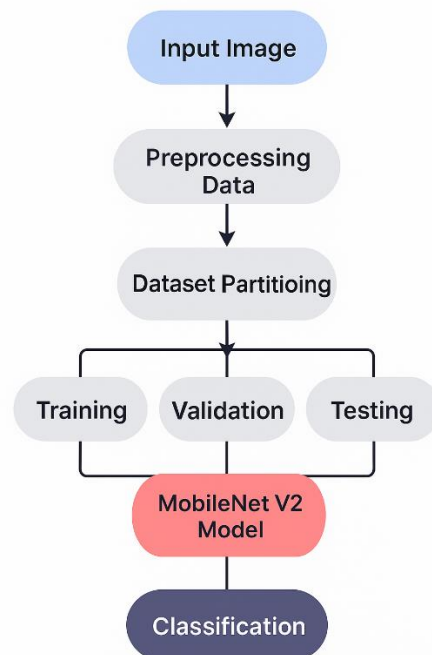 Input Image
Preprocessing
Data
Dataset Partitioing
Training
Validation
Testing
MobileNet V2
Model
Classification